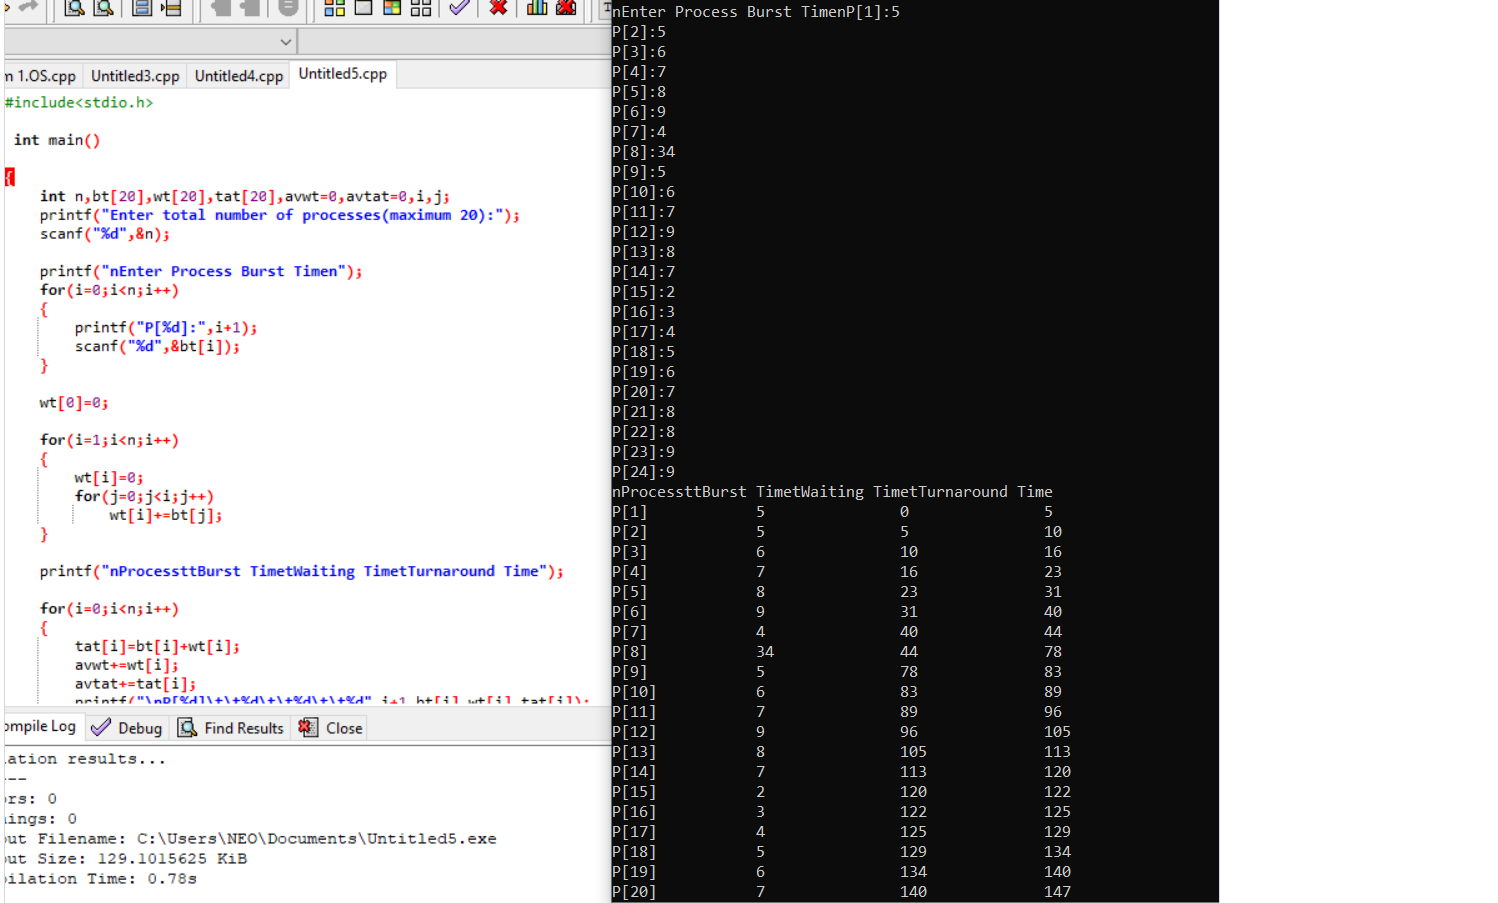 m 1.OS.cpp Untitled3.cpp Untitled4.cpp Untitled5.cpp
#include<stdio.h>
int main()
{
int n,bt[20],wt[20],tat[20],avwt=0,avtat=0,i,j;
printf("Enter total number of processes(maximum 20):");
scanf("%d",&n);
printf("nEnter Process Burst Timen");
for(i=0;i<n;i++)
{
printf("P[%d]:",i+1);
scanf("%d",&bt[i]);
}
wt[0]=0;
for(i=1;i<n;i++)
{
wt[i]=0;
for(j=0;j<i;j++)
wt[i]+=bt[j];
}
printf("nProcessttBurst TimetWaiting TimetTurnaround Time");
for(i=0;i<n;i++)
{
tat[i]=bt[i]+wt[i];
avwt+=wt[i];
avtat+=tat[i];
printf("\nP[%d]\t\t%d\t\t%d\t\t%d",i+1,bt[i],wt[i],tat[i]);
ompile Log Debug Find Results Close
ation results...
---
rs: 0
ings: 0
ut Filename: C:\Users\NEO\Documents\Untitled5.exe
ut Size: 129.1015625 KiB
ilation Time: 0.78s
nEnter Process Burst TimenP[1]:5
P[2]:5
P[3]:6
P[4]:7
P[5]:8
P[6]:9
P[7]:4
P[8]:34
P[9]:5
P[10]:6
P[11]:7
P[12]:9
P[13]:8
P[14]:7
P[15]:2
P[16]:3
P[17]:4
P[18]:5
P[19]:6
P[20]:7
P[21]:8
P[22]:8
P[23]:9
P[24]:9
nProcessttBurst TimetWaiting TimetTurnaround Time
P[1] 5 0 5
P[2] 5 5 10
P[3] 6 10 16
P[4] 7 16 23
P[5] 8 23 31
P[6] 9 31 40
P[7] 4 40 44
P[8] 34 44 78
P[9] 5 78 83
P[10] 6 83 89
P[11] 7 89 96
P[12] 9 96 105
P[13] 8 105 113
P[14] 7 113 120
P[15] 2 120 122
P[16] 3 122 125
P[17] 4 125 129
P[18] 5 129 134
P[19] 6 134 140
P[20] 7 140 147